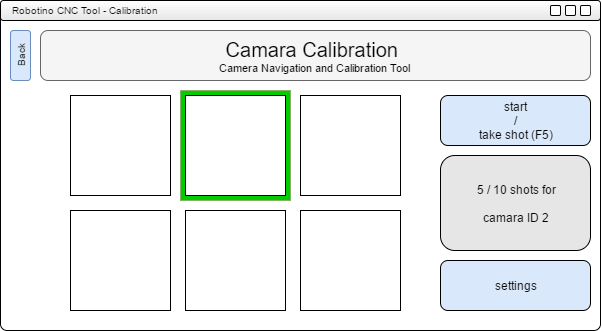 Robotino CNC Tool - Calibration
Back
Camara Calibration
Camera Navigation and Calibration Tool
start
/
take shot (F5)
5 / 10 shots for
camara ID 2
settings